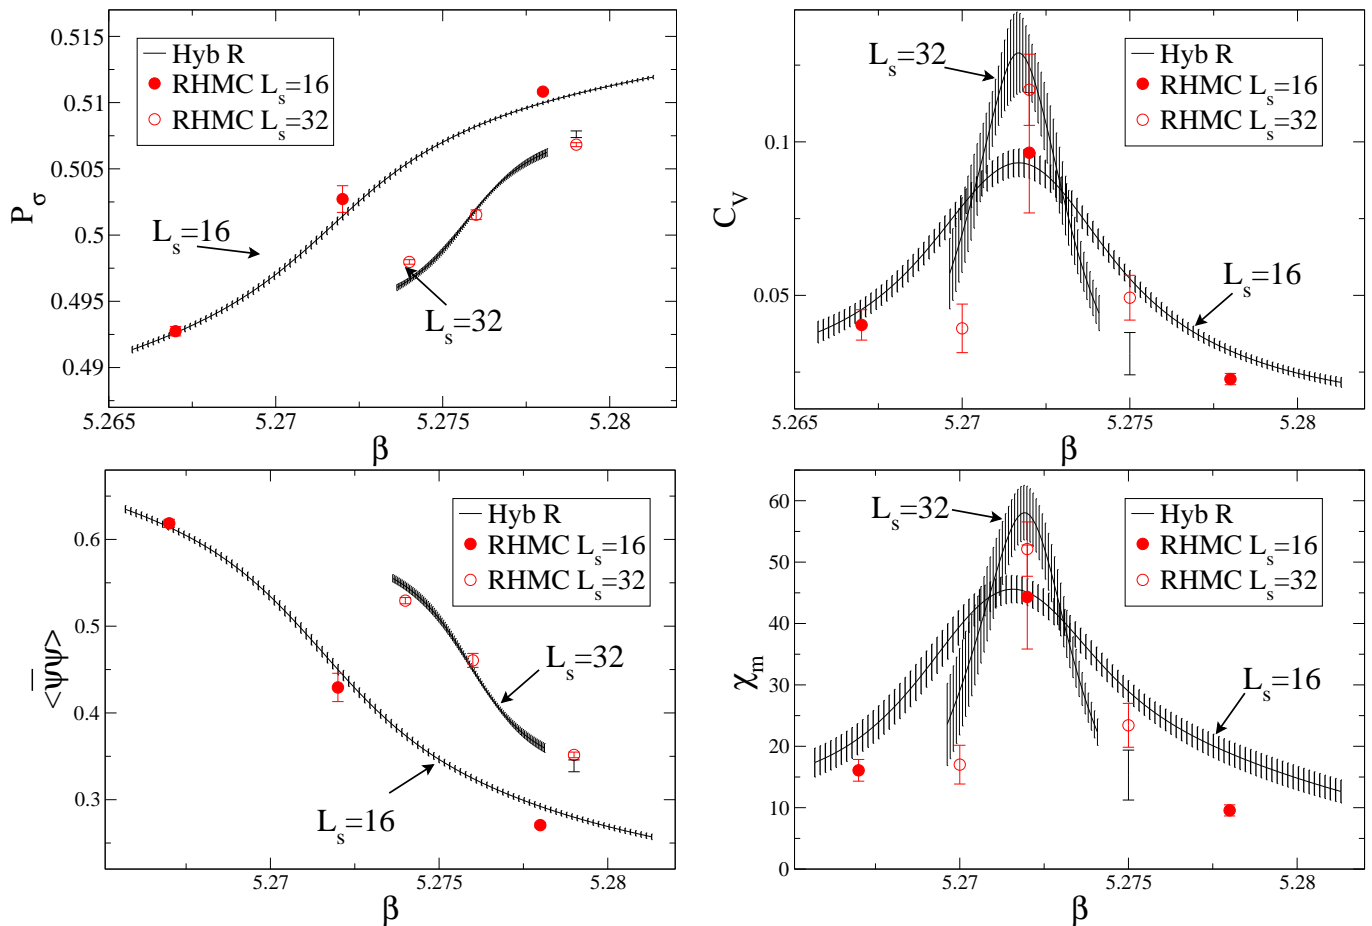 0.515
0.51
0.505
0.5
0.495
0.49
P_σ
Hyb R
RHMC L_s=16
RHMC L_s=32
L_s=16
L_s=32
5.265
5.27
5.275
5.28
β
0.1
0.05
C_V
L_s=32
Hyb R
RHMC L_s=16
RHMC L_s=32
L_s=16
5.265
5.27
5.275
5.28
β
0.6
0.5
0.4
0.3
<ψ̄ψ>
Hyb R
RHMC L_s=16
RHMC L_s=32
L_s=32
L_s=16
5.27
5.275
5.28
β
60
50
40
30
20
10
0
χ_m
L_s=32
Hyb R
RHMC L_s=16
RHMC L_s=32
L_s=16
5.27
5.275
5.28
β